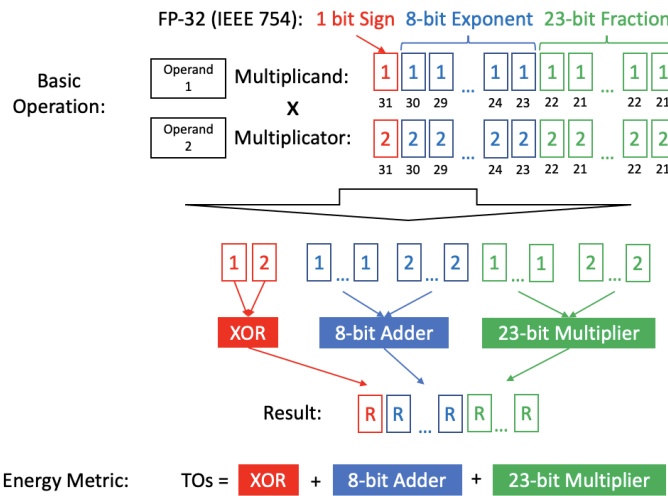 FP-32 (IEEE 754): 1 bit Sign 8-bit Exponent 23-bit Fraction
Basic Operation:
Operand 1
Multiplicand: 1 1 1 ... 1 1 1 1 ... 1 1
31 30 29 24 23 22 21 22 21
X
Operand 2
Multiplicator: 2 2 2 ... 2 2 2 2 ... 2 2
31 30 29 24 23 22 21 22 21
1 2 1 ... 1 2 ... 2 1 ... 1 2 ... 2
XOR 8-bit Adder 23-bit Multiplier
Result: R R ... R R ... R
Energy Metric: TOs = XOR + 8-bit Adder + 23-bit Multiplier